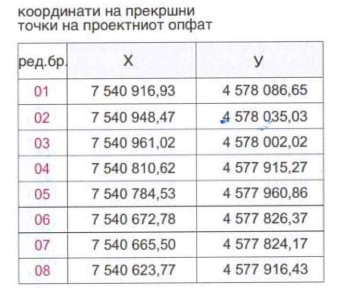 координати на прекршни
точки на проектниот опфат
ред.бр. X У
01 7 540 916,93 4 578 086,65
02 7 540 948,47 4 578 035,03
03 7 540 961,02 4 578 002,02
04 7 540 810,62 4 577 915,27
05 7 540 784,53 4 577 960,86
06 7 540 672,78 4 577 826,37
07 7 540 665,50 4 577 824,17
08 7 540 623,77 4 577 916,43